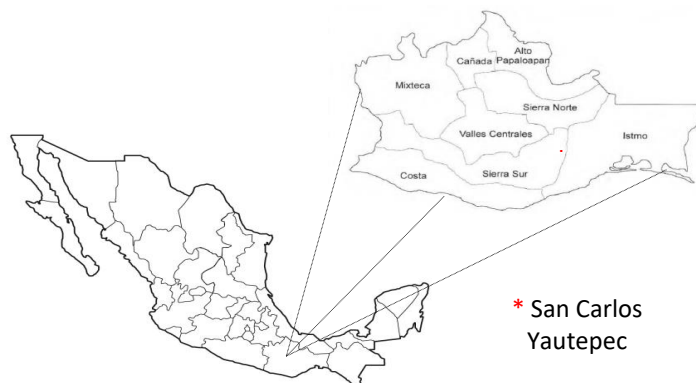 Alto
Cañada Papaloapan
Mixteca
Sierra Norte
Valles Centrales
Istmo
Costa
Sierra Sur
* San Carlos
Yautepec